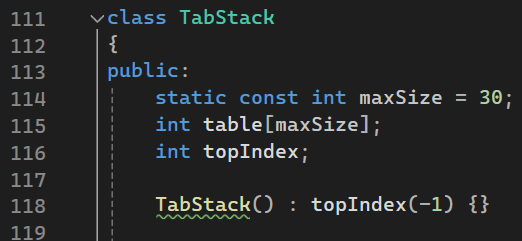 111 class TabStack
112 {
113 public:
114 static const int maxSize = 30;
115 int table[maxSize];
116 int topIndex;
117
118 TabStack() : topIndex(-1) {}
119